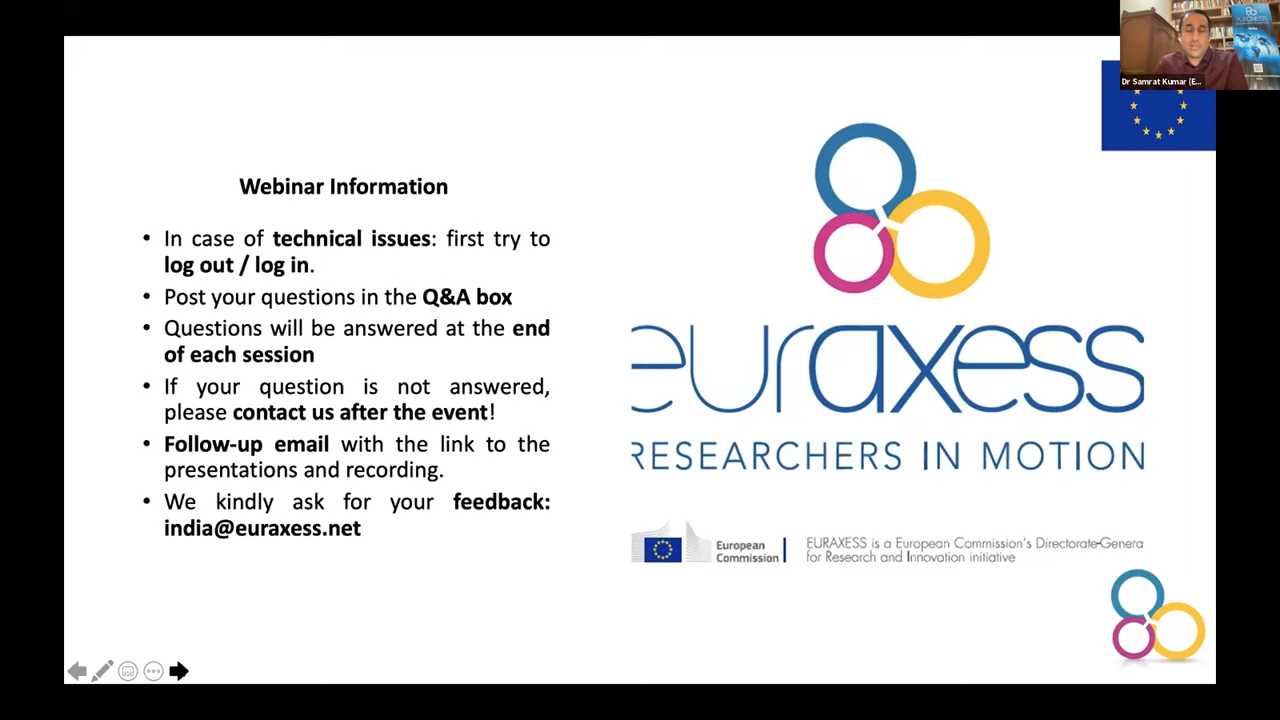 euraxess
Dr Samrat Kumar (E...
Webinar Information
• In case of technical issues: first try to
log out / log in.
• Post your questions in the Q&A box
• Questions will be answered at the end
of each session
• If your question is not answered,
please contact us after the event!
• Follow-up email with the link to the
presentations and recording.
• We kindly ask for your feedback:
india@euraxess.net
euraxess
RESEARCHERS IN MOTION
European
Commission
EURAXESS is a European Commission's Directorate-Genera
for Research and Innovation initiative